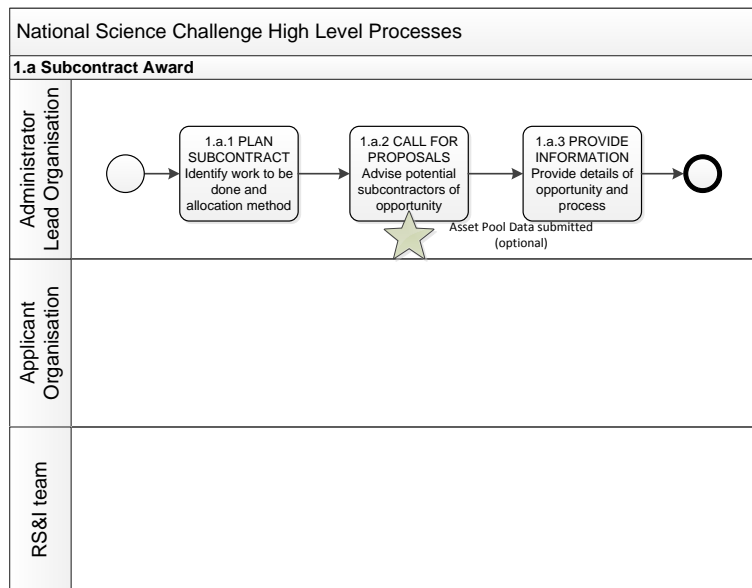 National Science Challenge High Level Processes
1.a Subcontract Award
Administrator
Lead Organisation
1.a.1 PLAN
SUBCONTRACT
Identify work to be
done and
allocation method
1.a.2 CALL FOR
PROPOSALS
Advise potential
subcontractors of
opportunity
1.a.3 PROVIDE
INFORMATION
Provide details of
opportunity and
process
Asset Pool Data submitted
(optional)
Applicant
Organisation
RS&I team